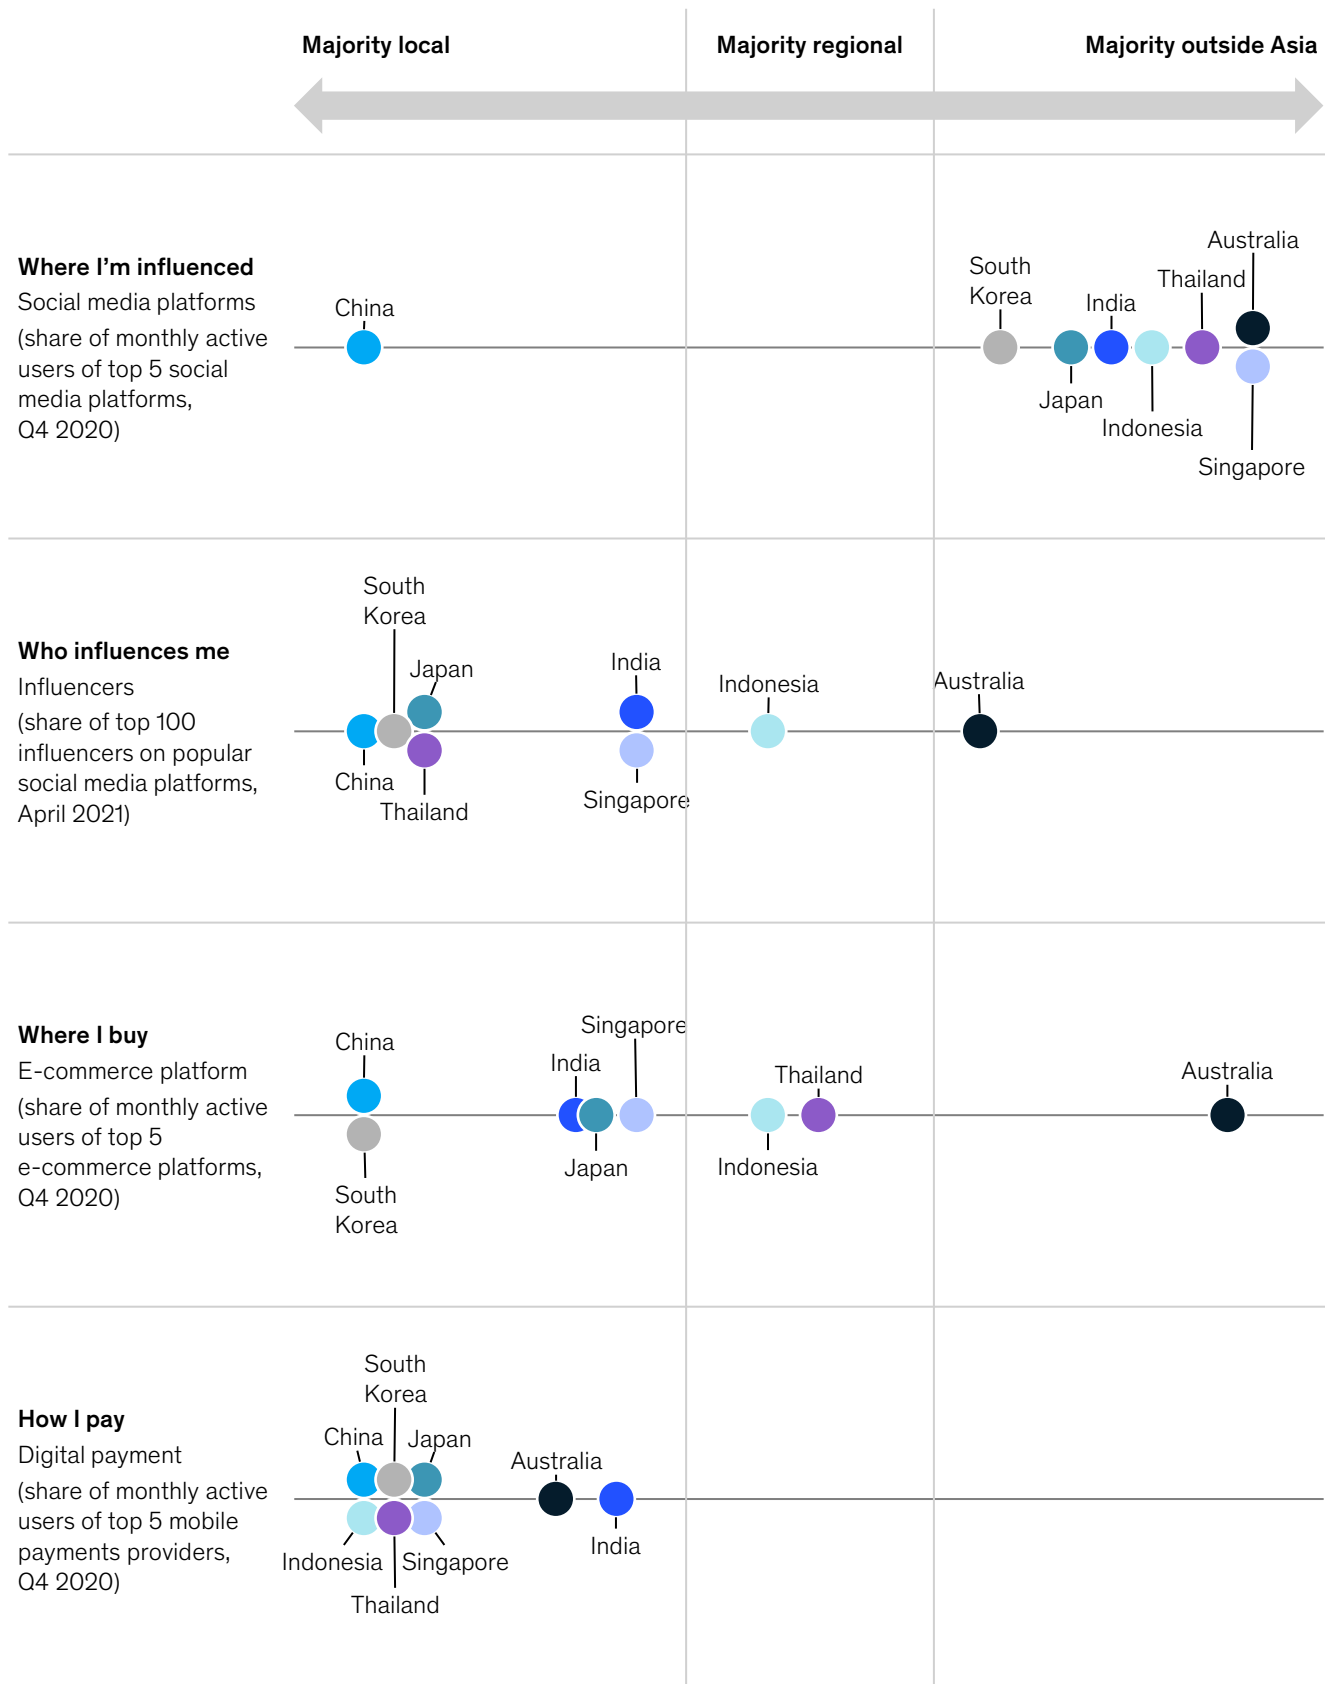 Majority local
Majority regional
Majority outside Asia
Where I’m influenced
Social media platforms
(share of monthly active
users of top 5 social
media platforms,
Q4 2020)
China
South
Korea
Japan
India
Indonesia
Thailand
Australia
Singapore
Who influences me
Influencers
(share of top 100
influencers on popular
social media platforms,
April 2021)
South
Korea
Japan
China
Thailand
India
Singapore
Indonesia
Australia
Where I buy
E-commerce platform
(share of monthly active
users of top 5
e-commerce platforms,
Q4 2020)
China
South
Korea
Singapore
India
Japan
Thailand
Indonesia
Australia
How I pay
Digital payment
(share of monthly active
users of top 5 mobile
payments providers,
Q4 2020)
South
Korea
China
Japan
Indonesia
Singapore
Thailand
Australia
India